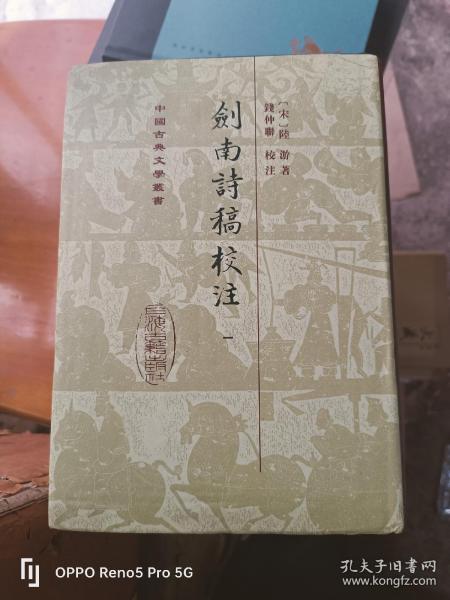 〔宋〕陸游著
錢仲聯 校注
劍南詩稿校注 一
中國古典文學叢書
上海古籍出版社
OPPO Reno5 Pro 5G
孔夫子旧书网
www.kongfz.com